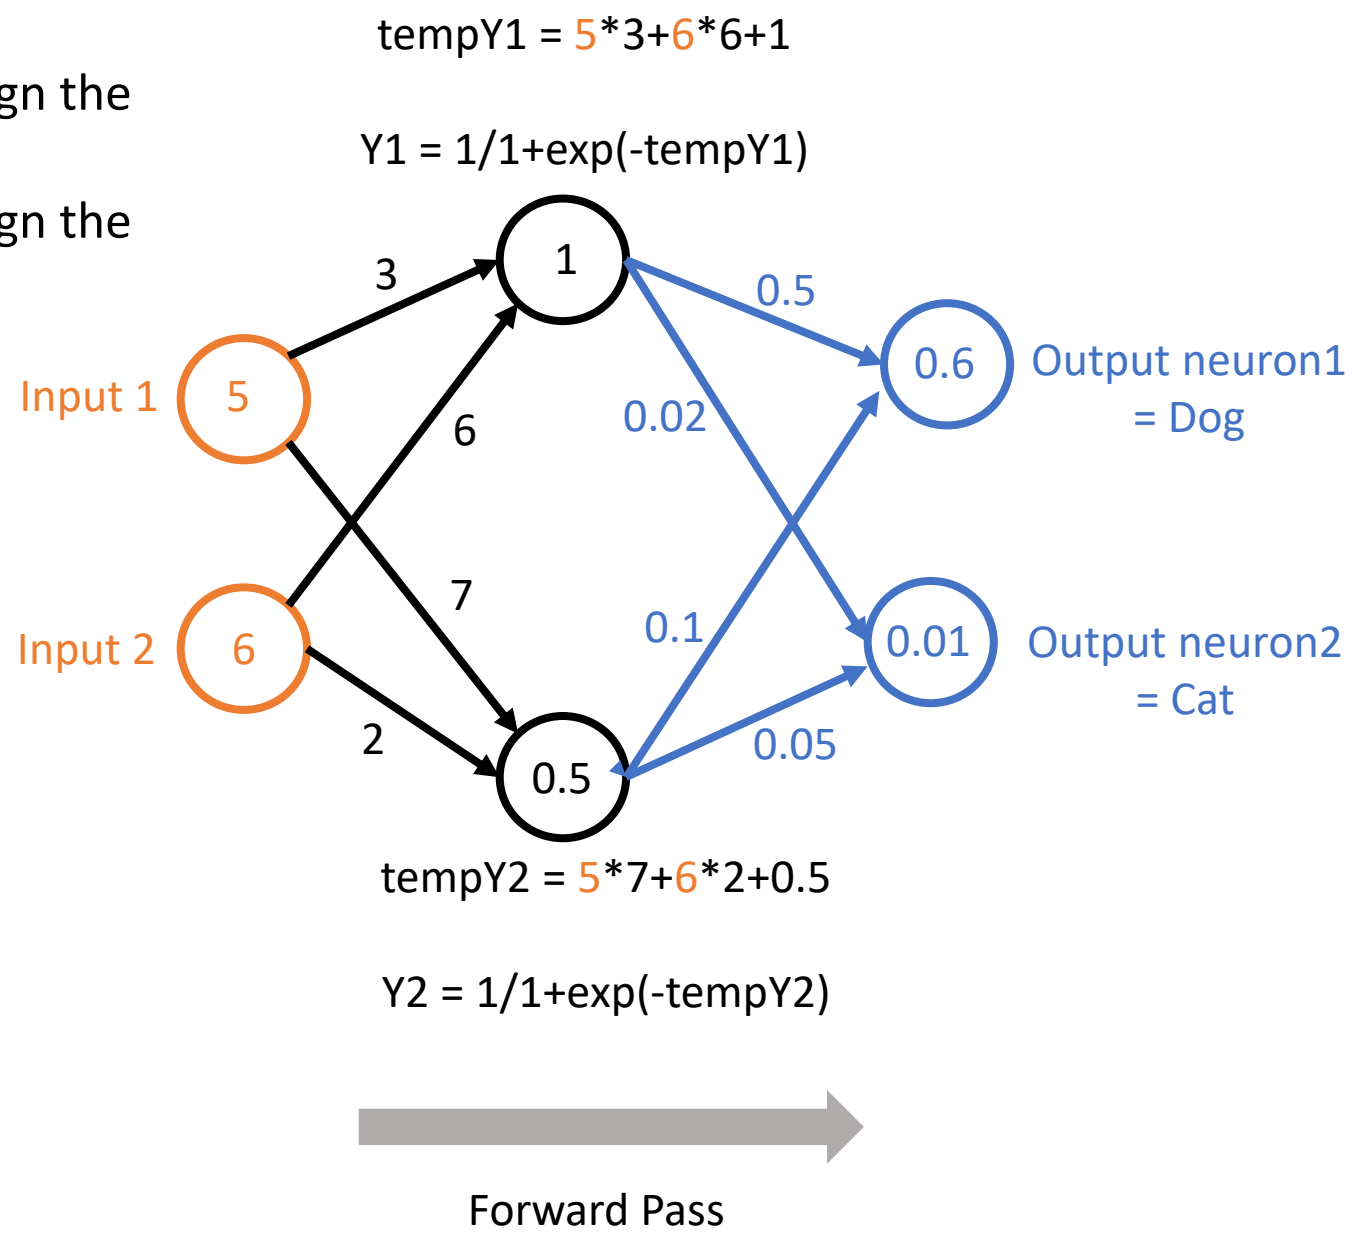 tempY1 = 5*3+6*6+1
gn the
Y1 = 1/1+exp(-tempY1)
gn the
3
1
0.5
0.6
Output neuron1
= Dog
Input 1
5
6
0.02
7
0.1
0.01
Output neuron2
= Cat
Input 2
6
2
0.05
0.5
tempY2 = 5*7+6*2+0.5
Y2 = 1/1+exp(-tempY2)
Forward Pass